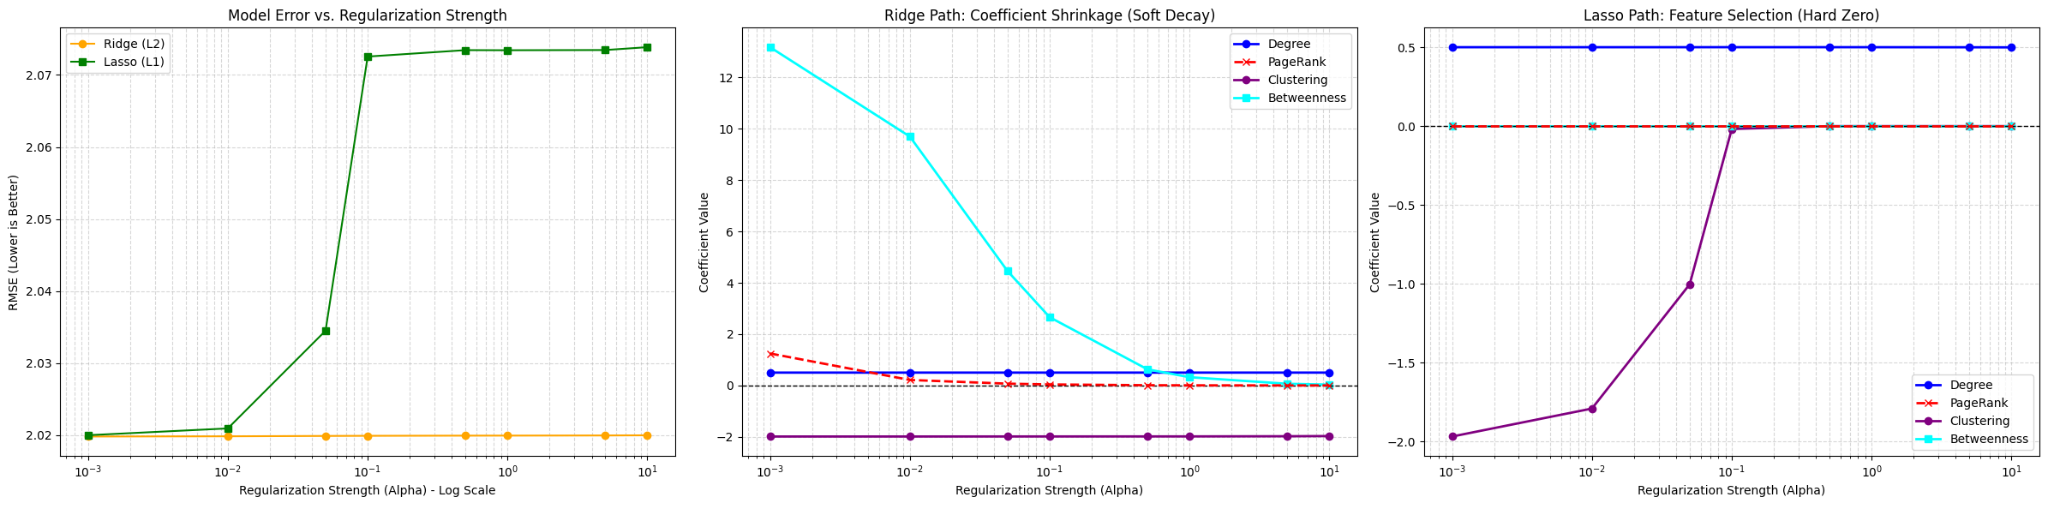 Model Error vs. Regularization Strength
Ridge (L2)
Lasso (L1)
2.07
2.06
2.05
2.04
2.03
2.02
RMSE (Lower is Better)
10⁻³ 10⁻² 10⁻¹ 10⁰ 10¹
Regularization Strength (Alpha) - Log Scale
Ridge Path: Coefficient Shrinkage (Soft Decay)
Degree
PageRank
Clustering
Betweenness
12
10
8
6
4
2
0
−2
Coefficient Value
10⁻³ 10⁻² 10⁻¹ 10⁰ 10¹
Regularization Strength (Alpha)
Lasso Path: Feature Selection (Hard Zero)
0.5
0.0
−0.5
−1.0
−1.5
−2.0
Coefficient Value
Degree
PageRank
Clustering
Betweenness
10⁻³ 10⁻² 10⁻¹ 10⁰ 10¹
Regularization Strength (Alpha)